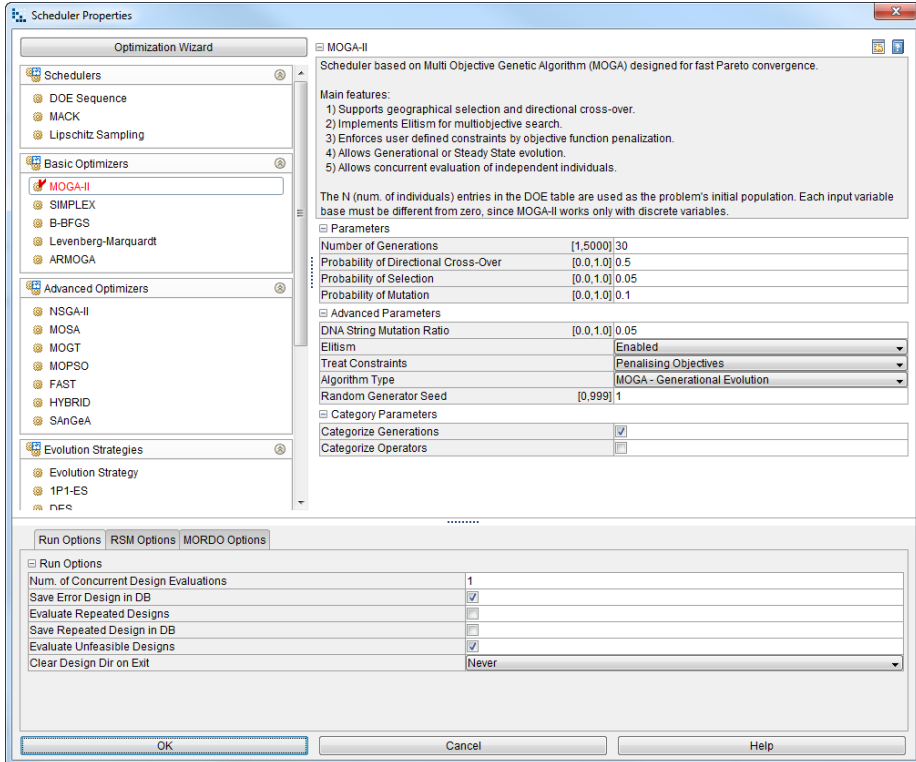 Scheduler Properties
Optimization Wizard
Schedulers
DOE Sequence
MACK
Lipschitz Sampling
Basic Optimizers
MOGA-II
SIMPLEX
B-BFGS
Levenberg-Marquardt
ARMOGA
Advanced Optimizers
NSGA-II
MOSA
MOGT
MOPSO
FAST
HYBRID
SAnGeA
Evolution Strategies
Evolution Strategy
1P1-ES
DES
MOGA-II
Scheduler based on Multi Objective Genetic Algorithm (MOGA) designed for fast Pareto convergence.
Main features:
1) Supports geographical selection and directional cross-over.
2) Implements Elitism for multiobjective search.
3) Enforces user defined constraints by objective function penalization.
4) Allows Generational or Steady State evolution.
5) Allows concurrent evaluation of independent individuals.
The N (num. of individuals) entries in the DOE table are used as the problem's initial population. Each input variable
base must be different from zero, since MOGA-II works only with discrete variables.
Parameters
Number of Generations [1,5000] 30
Probability of Directional Cross-Over [0.0,1.0] 0.5
Probability of Selection [0.0,1.0] 0.05
Probability of Mutation [0.0,1.0] 0.1
Advanced Parameters
DNA String Mutation Ratio [0.0,1.0] 0.05
Elitism Enabled
Treat Constraints Penalising Objectives
Algorithm Type MOGA - Generational Evolution
Random Generator Seed [0,999] 1
Category Parameters
Categorize Generations
Categorize Operators
Run Options RSM Options MORDO Options
Run Options
Num. of Concurrent Design Evaluations 1
Save Error Design in DB
Evaluate Repeated Designs
Save Repeated Design in DB
Evaluate Unfeasible Designs
Clear Design Dir on Exit Never
OK Cancel Help